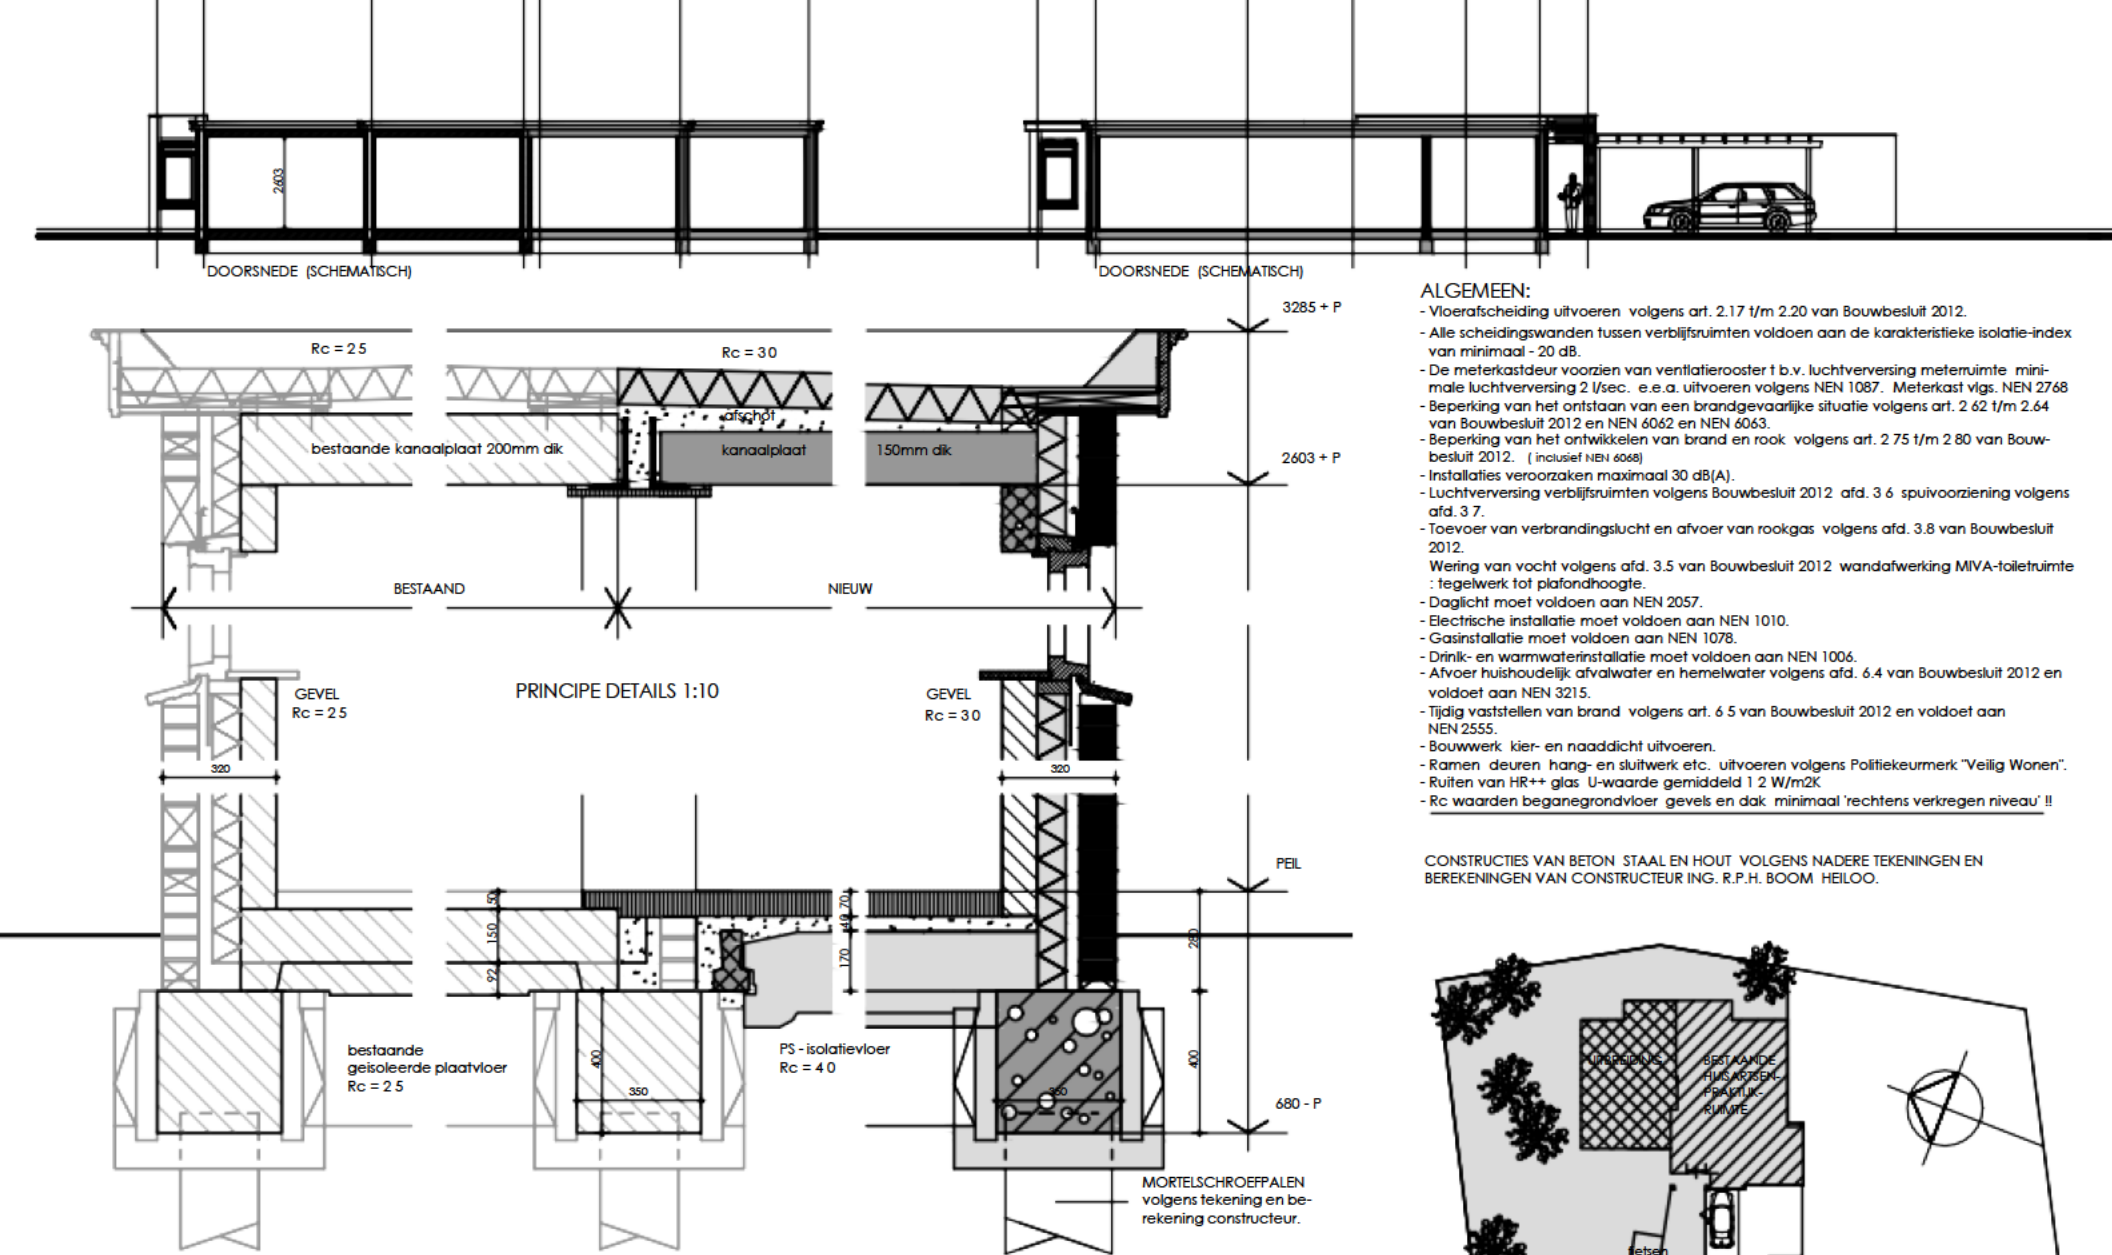 2603
DOORSNEDE (SCHEMATISCH)
DOORSNEDE (SCHEMATISCH)
3285 + P
Rc = 2 5
Rc = 3 0
afschot
bestaande kanaalplaat 200mm dik
kanaalplaat
150mm dik
2603 + P
BESTAAND
NIEUW
GEVEL
Rc = 2 5
PRINCIPE DETAILS 1:10
GEVEL
Rc = 3 0
320
320
PEIL
50
150
92
70
40
170
280
bestaande
geisoleerde plaatvloer
Rc = 2 5
400
350
PS - isolatievloer
Rc = 4 0
350
400
680 - P
MORTELSCHROEFPALEN
volgens tekening en be-
rekening constructeur.
ALGEMEEN:
- Vloerafscheiding uitvoeren volgens art. 2.17 t/m 2.20 van Bouwbesluit 2012.
- Alle scheidingswanden tussen verblijfsruimten voldoen aan de karakteristieke isolatie-index
van minimaal - 20 dB.
- De meterkastdeur voorzien van ventlatierooster t b.v. luchtverversing meterruimte mini-
male luchtverversing 2 l/sec. e.e.a. uitvoeren volgens NEN 1087. Meterkast vlgs. NEN 2768
- Beperking van het ontstaan van een brandgevaarlijke situatie volgens art. 2 62 t/m 2.64
van Bouwbesluit 2012 en NEN 6062 en NEN 6063.
- Beperking van het ontwikkelen van brand en rook volgens art. 2 75 t/m 2 80 van Bouw-
besluit 2012. ( inclusief NEN 6068)
- Installaties veroorzaken maximaal 30 dB(A).
- Luchtverversing verblijfsruimten volgens Bouwbesluit 2012 afd. 3 6 spuivoorziening volgens
afd. 3 7.
- Toevoer van verbrandingslucht en afvoer van rookgas volgens afd. 3.8 van Bouwbesluit
2012.
Wering van vocht volgens afd. 3.5 van Bouwbesluit 2012 wandafwerking MIVA-toiletruimte
: tegelwerk tot plafondhoogte.
- Daglicht moet voldoen aan NEN 2057.
- Electrische installatie moet voldoen aan NEN 1010.
- Gasinstallatie moet voldoen aan NEN 1078.
- Drinlk- en warmwaterinstallatie moet voldoen aan NEN 1006.
- Afvoer huishoudelijk afvalwater en hemelwater volgens afd. 6.4 van Bouwbesluit 2012 en
voldoet aan NEN 3215.
- Tijdig vaststellen van brand volgens art. 6 5 van Bouwbesluit 2012 en voldoet aan
NEN 2555.
- Bouwwerk kier- en naaddicht uitvoeren.
- Ramen deuren hang- en sluitwerk etc. uitvoeren volgens Politiekeurmerk "Veilig Wonen".
- Ruiten van HR++ glas U-waarde gemiddeld 1 2 W/m2K
- Rc waarden beganegrondvloer gevels en dak minimaal 'rechtens verkregen niveau' !!
CONSTRUCTIES VAN BETON STAAL EN HOUT VOLGENS NADERE TEKENINGEN EN
BEREKENINGEN VAN CONSTRUCTEUR ING. R.P.H. BOOM HEILOO.
UITBREIDING
BESTAANDE
HUISARTSEN-
PRAKTIJK-
RUIMTE
fietsen